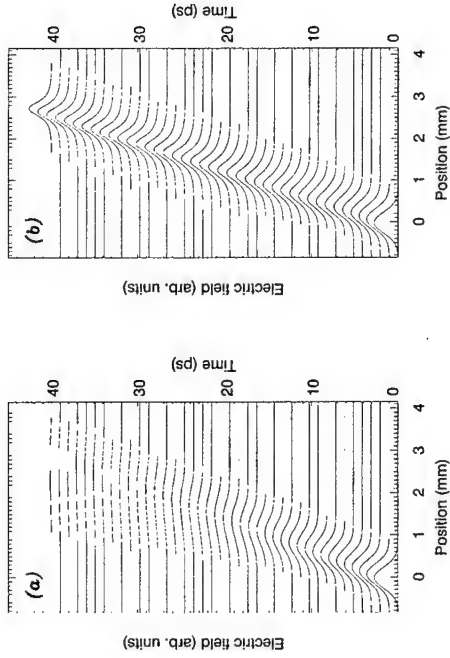 (a)
Electric field (arb. units)
Time (ps)
0 10 20 30 40
0 1 2 3 4
Position (mm)
(b)
Electric field (arb. units)
Time (ps)
0 10 20 30 40
0 1 2 3 4
Position (mm)